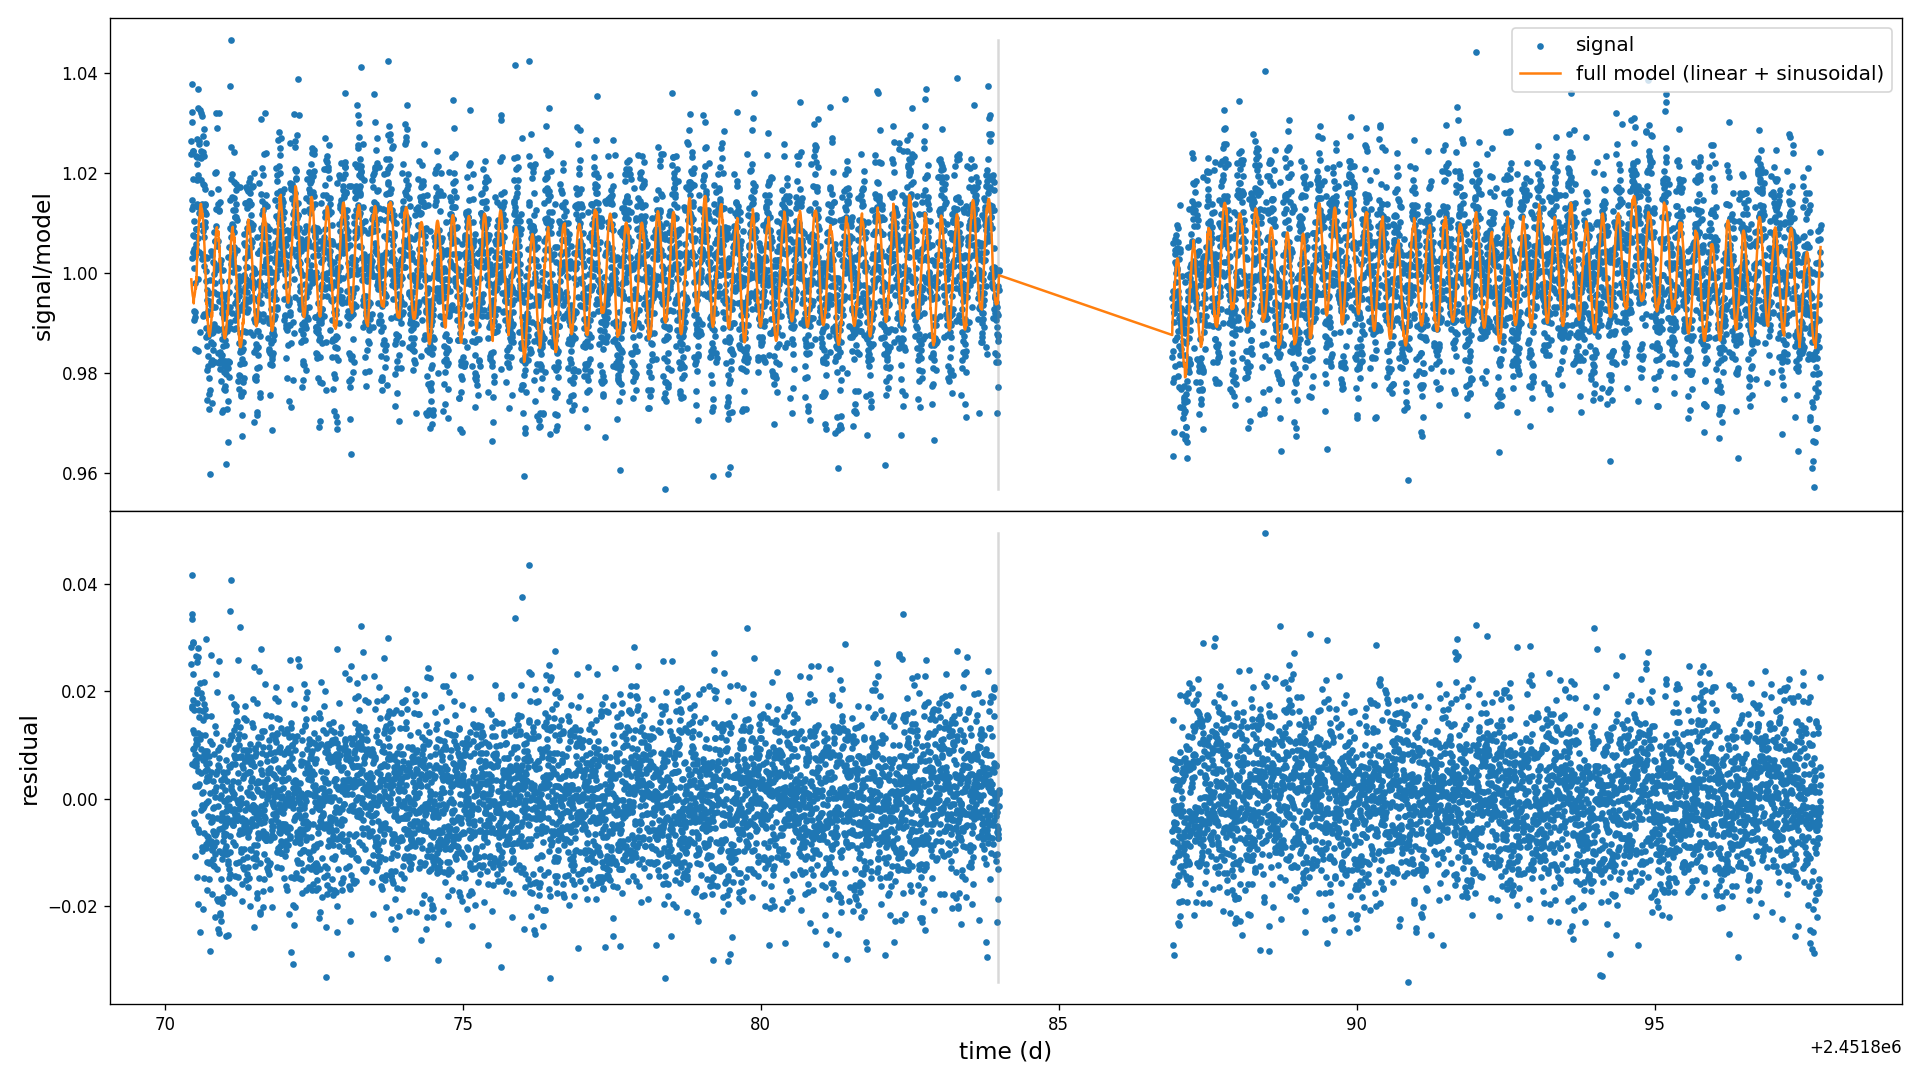 signal/model
1.04
1.02
1.00
0.98
0.96
signal
full model (linear + sinusoidal)
residual
0.04
0.02
0.00
−0.02
70
75
80
85
90
95
time (d)
+2.4518e6